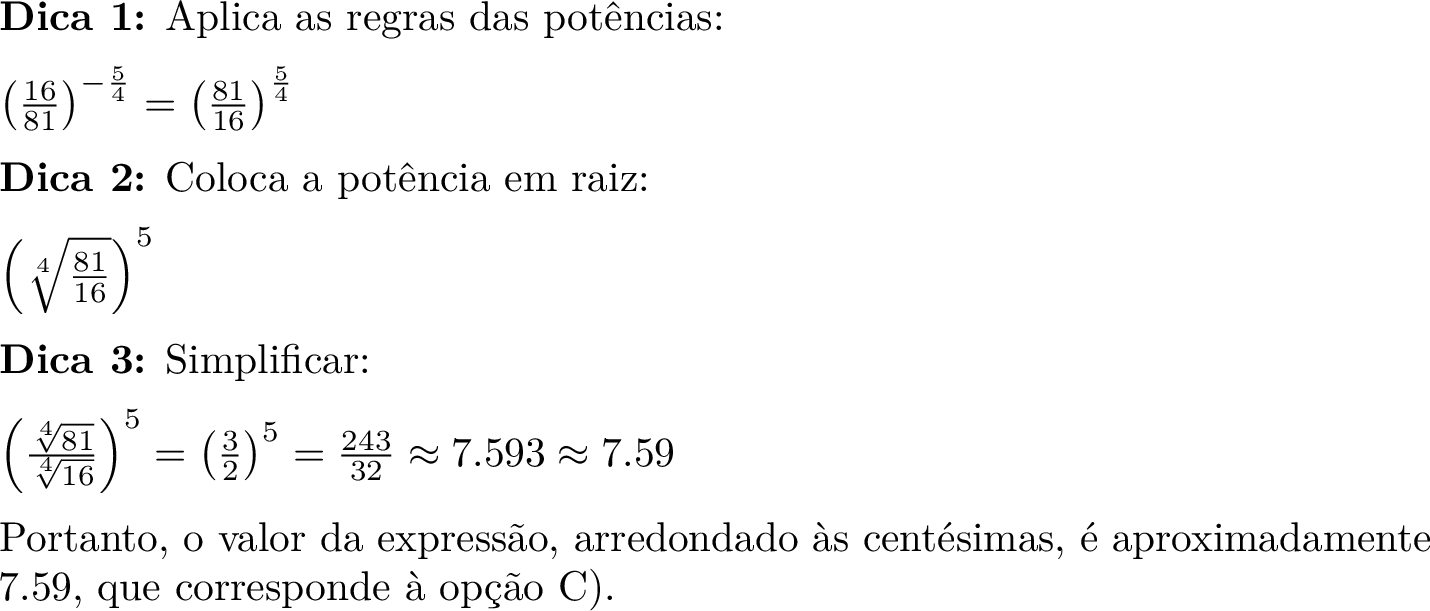 Dica 1: Aplica as regras das potências:
$\left(\frac{16}{81}\right)^{-\frac{5}{4}} = \left(\frac{81}{16}\right)^{\frac{5}{4}}$
Dica 2: Coloca a potência em raiz:
$\left(\sqrt[4]{\frac{81}{16}}\right)^5$
Dica 3: Simplificar:
$\left(\frac{\sqrt[4]{81}}{\sqrt[4]{16}}\right)^5 = \left(\frac{3}{2}\right)^5 = \frac{243}{32} \approx 7.593 \approx 7.59$
Portanto, o valor da expressão, arredondado às centésimas, é aproximadamente
7.59, que corresponde à opção C).